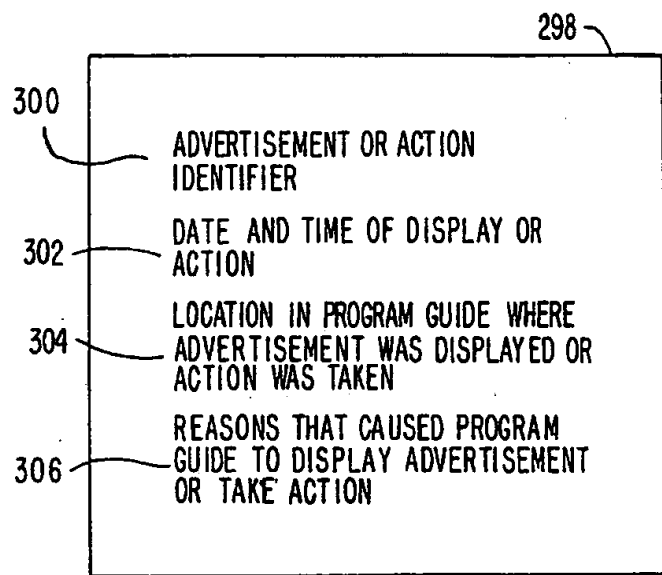 298
300
ADVERTISEMENT OR ACTION
IDENTIFIER
302
DATE AND TIME OF DISPLAY OR
ACTION
304
LOCATION IN PROGRAM GUIDE WHERE
ADVERTISEMENT WAS DISPLAYED OR
ACTION WAS TAKEN
306
REASONS THAT CAUSED PROGRAM
GUIDE TO DISPLAY ADVERTISEMENT
OR TAKE ACTION